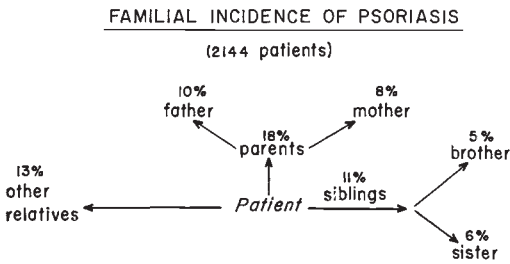 FAMILIAL INCIDENCE OF PSORIASIS
(2144 patients)
10%
father
8%
mother
18%
parents
5%
brother
13%
other
relatives
Patient
11%
siblings
6%
sister